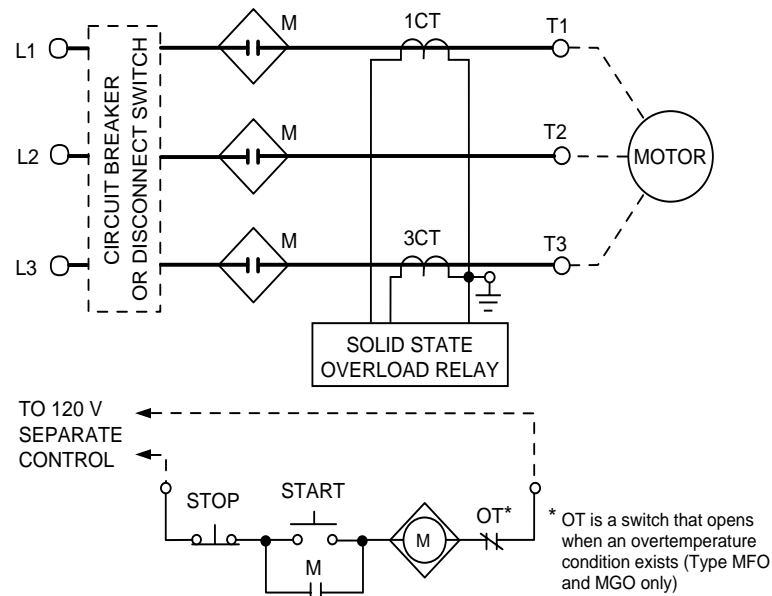 M
1CT
T1
L1
CIRCUIT BREAKER
OR DISCONNECT SWITCH
M
T2
L2
MOTOR
M
3CT
T3
L3
SOLID STATE
OVERLOAD RELAY
TO 120 V
SEPARATE
CONTROL
STOP
START
OT*
M
M
* OT is a switch that opens
when an overtemperature
condition exists (Type MFO
and MGO only)